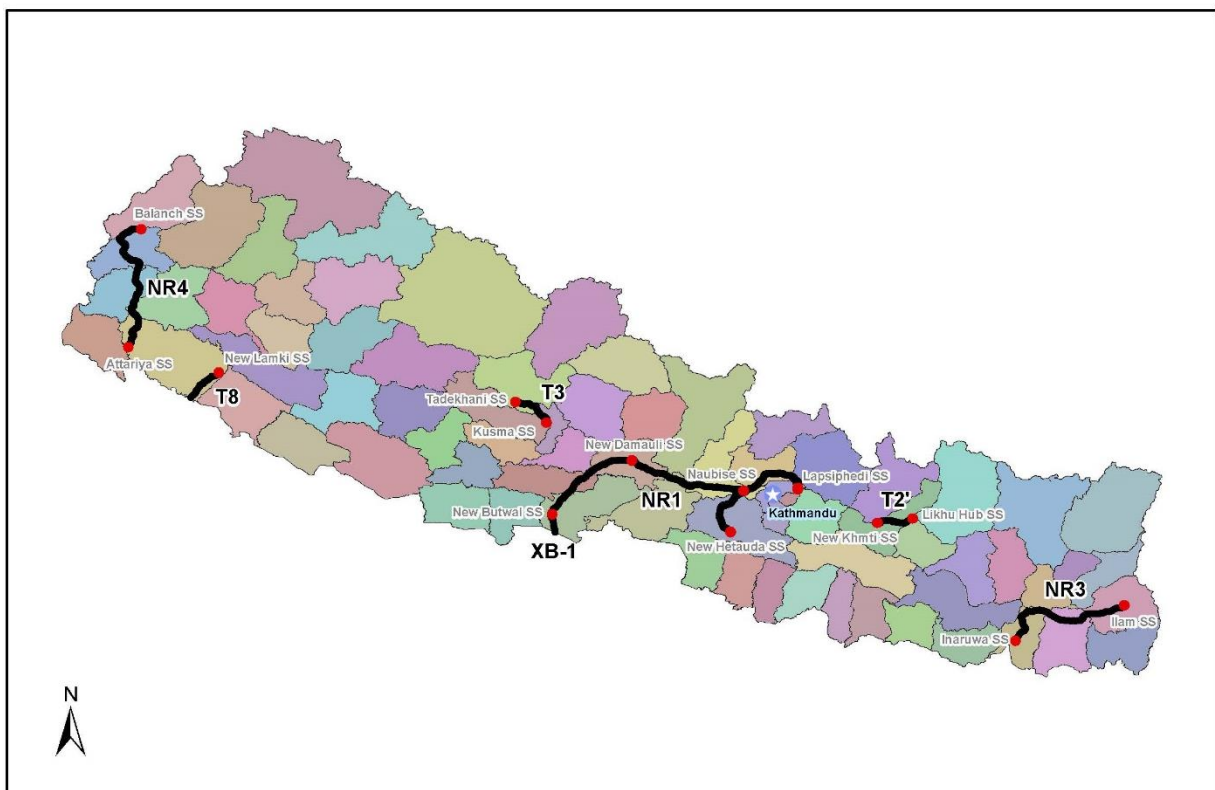 Balanch SS
NR4
Attariya SS
New Lamki SS
T8
Tadekhani SS
T3
Kusma SS
New Damauli SS
Naubise SS
Lapsiphedi SS
NR1
Kathmandu
T2'
Likhu Hub SS
New Butwal SS
New Khmti SS
XB-1
New Hetauda SS
NR3
Ilam SS
Inaruwa SS
N